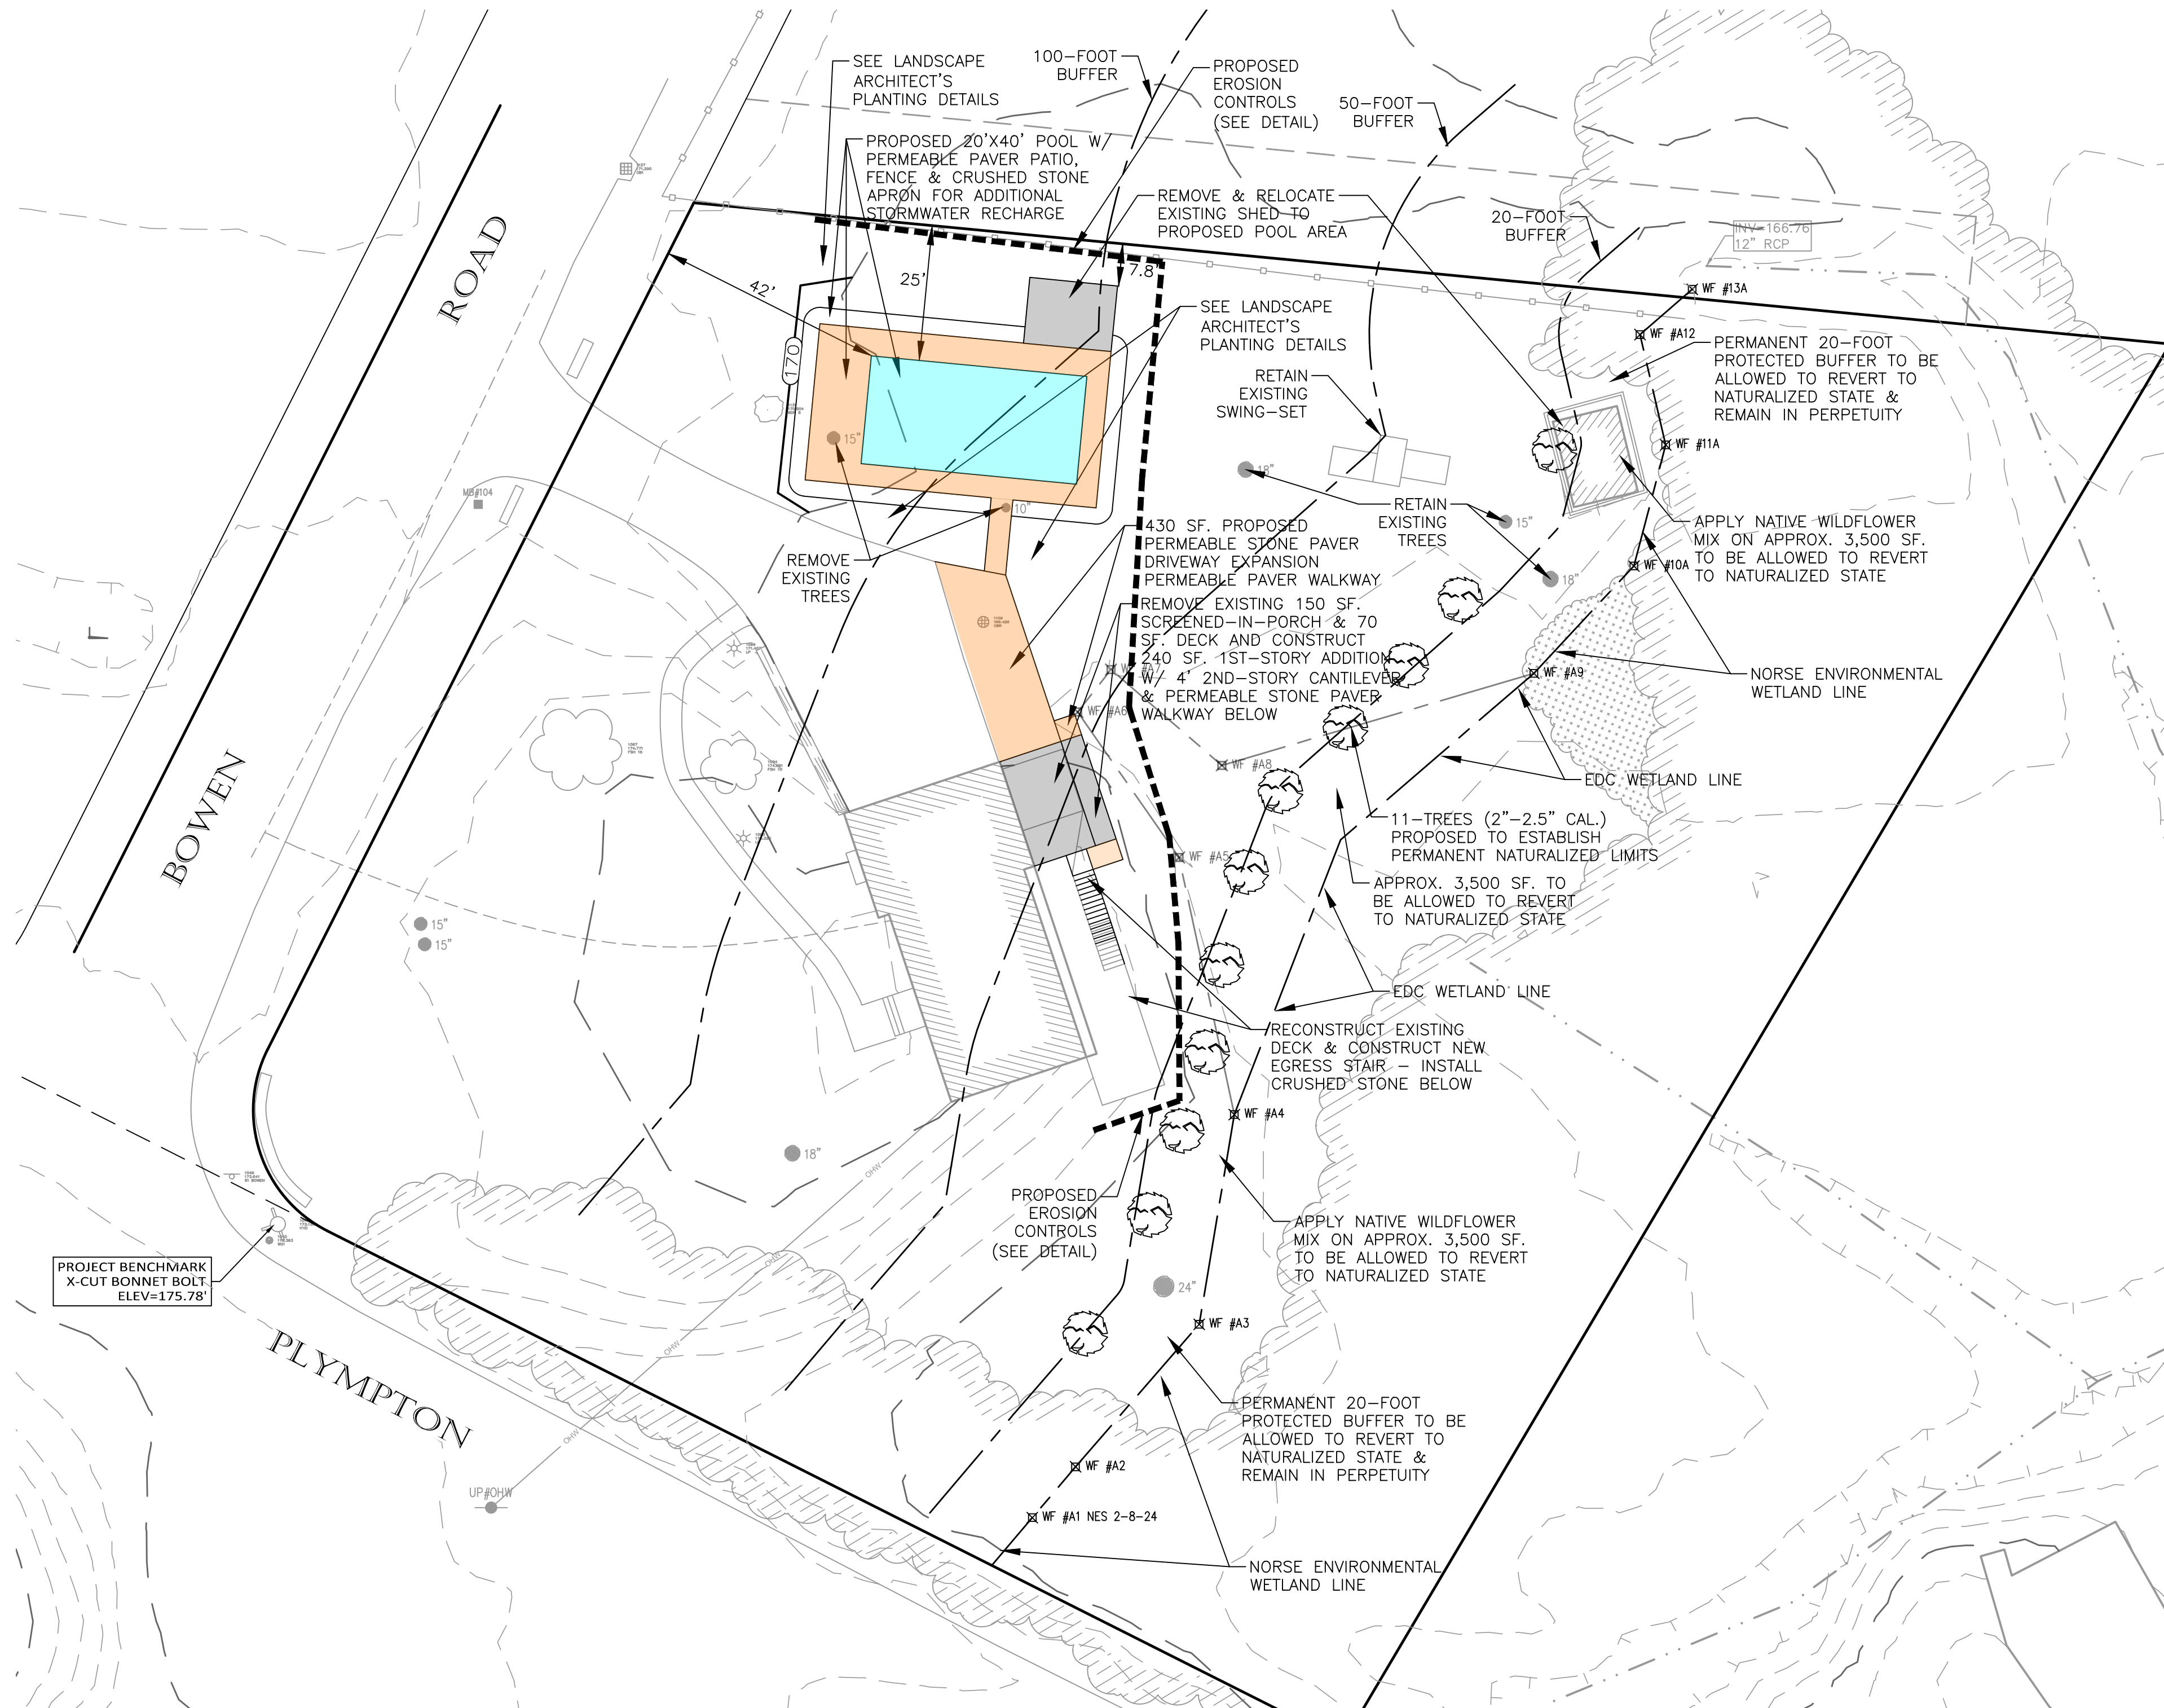 SEE LANDSCAPE
ARCHITECT'S
PLANTING DETAILS
100-FOOT
BUFFER
PROPOSED
EROSION
CONTROLS
(SEE DETAIL)
50-FOOT
BUFFER
PROPOSED 20'X40' POOL W/
PERMEABLE PAVER PATIO,
FENCE & CRUSHED STONE
APRON FOR ADDITIONAL
STORMWATER RECHARGE
REMOVE & RELOCATE
EXISTING SHED TO
PROPOSED POOL AREA
20-FOOT
BUFFER
INV=166.76
12" RCP
ROAD
42'
25'
7.8'
WF #13A
WF #A12
170
SEE LANDSCAPE
ARCHITECT'S
PLANTING DETAILS
PERMANENT 20-FOOT
PROTECTED BUFFER TO BE
ALLOWED TO REVERT TO
NATURALIZED STATE &
REMAIN IN PERPETUITY
RETAIN
EXISTING
SWING-SET
15"
WF #11A
18"
MB#104
10"
RETAIN
EXISTING
TREES
15"
18"
APPLY NATIVE WILDFLOWER
MIX ON APPROX. 3,500 SF.
TO BE ALLOWED TO REVERT
TO NATURALIZED STATE
WF #10A
REMOVE
EXISTING
TREES
430 SF. PROPOSED
PERMEABLE STONE PAVER
DRIVEWAY EXPANSION
PERMEABLE PAVER WALKWAY
REMOVE EXISTING 150 SF.
SCREENED-IN-PORCH & 70
SF. DECK AND CONSTRUCT
240 SF. 1ST-STORY ADDITION
W/ 4' 2ND-STORY CANTILEVER
& PERMEABLE STONE PAVER
WALKWAY BELOW
WF #A7
WF #A6
WF #A9
NORSE ENVIRONMENTAL
WETLAND LINE
WF #A8
EDC WETLAND LINE
BOWEN
11-TREES (2"-2.5" CAL.)
PROPOSED TO ESTABLISH
PERMANENT NATURALIZED LIMITS
WF #A5
APPROX. 3,500 SF. TO
BE ALLOWED TO REVERT
TO NATURALIZED STATE
15"
15"
EDC WETLAND LINE
RECONSTRUCT EXISTING
DECK & CONSTRUCT NEW
EGRESS STAIR - INSTALL
CRUSHED STONE BELOW
WF #A4
18"
OHW
PROPOSED
EROSION
CONTROLS
(SEE DETAIL)
APPLY NATIVE WILDFLOWER
MIX ON APPROX. 3,500 SF.
TO BE ALLOWED TO REVERT
TO NATURALIZED STATE
PROJECT BENCHMARK
X-CUT BONNET BOLT
ELEV=175.78'
OHW
24"
WF #A3
OHW
PLYMPTON
PERMANENT 20-FOOT
PROTECTED BUFFER TO BE
ALLOWED TO REVERT TO
NATURALIZED STATE &
REMAIN IN PERPETUITY
OHW
WF #A2
UP#OHW
WF #A1 NES 2-8-24
NORSE ENVIRONMENTAL
WETLAND LINE